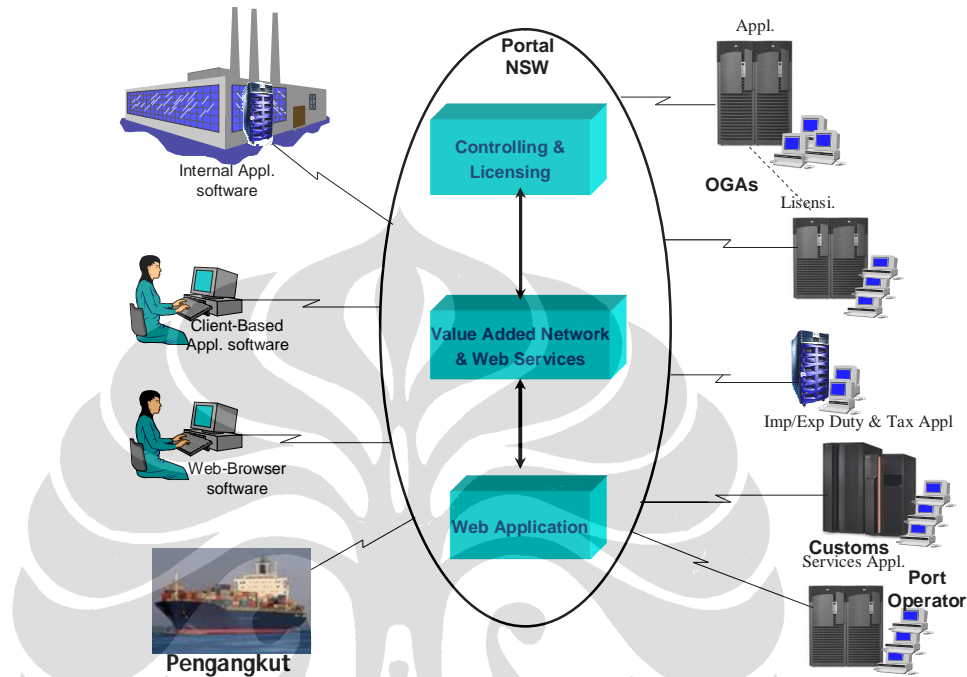 Portal
NSW
Controlling &
Licensing
Value Added Network
& Web Services
Web Application
Internal Appl.
software
Client-Based
Appl. software
Web-Browser
software
Pengangkut
Appl.
OGAs
Lisensi.
Imp/Exp Duty & Tax Appl
Customs
Services Appl.
Port
Operator